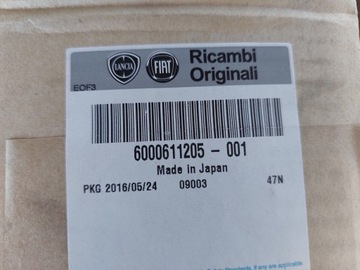 LANCIA FIAT Ricambi
Originali
EOF3
6000611205-001
Made in Japan
PKG 2016/05/24 09003 47N